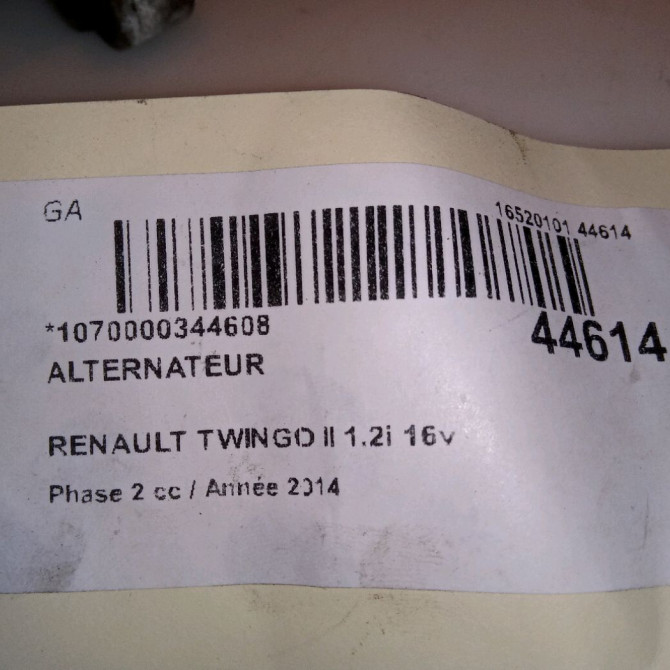 GA
16520101 44614
*1070000344608
44614
ALTERNATEUR
RENAULT TWINGO II 1.2i 16v
Phase 2 cc / Année 2014